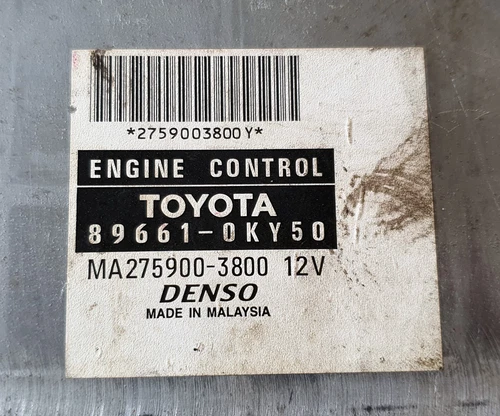 *2759003800Y*
ENGINE CONTROL
TOYOTA
89661-0KY50
MA275900-3800 12V
DENSO
MADE IN MALAYSIA